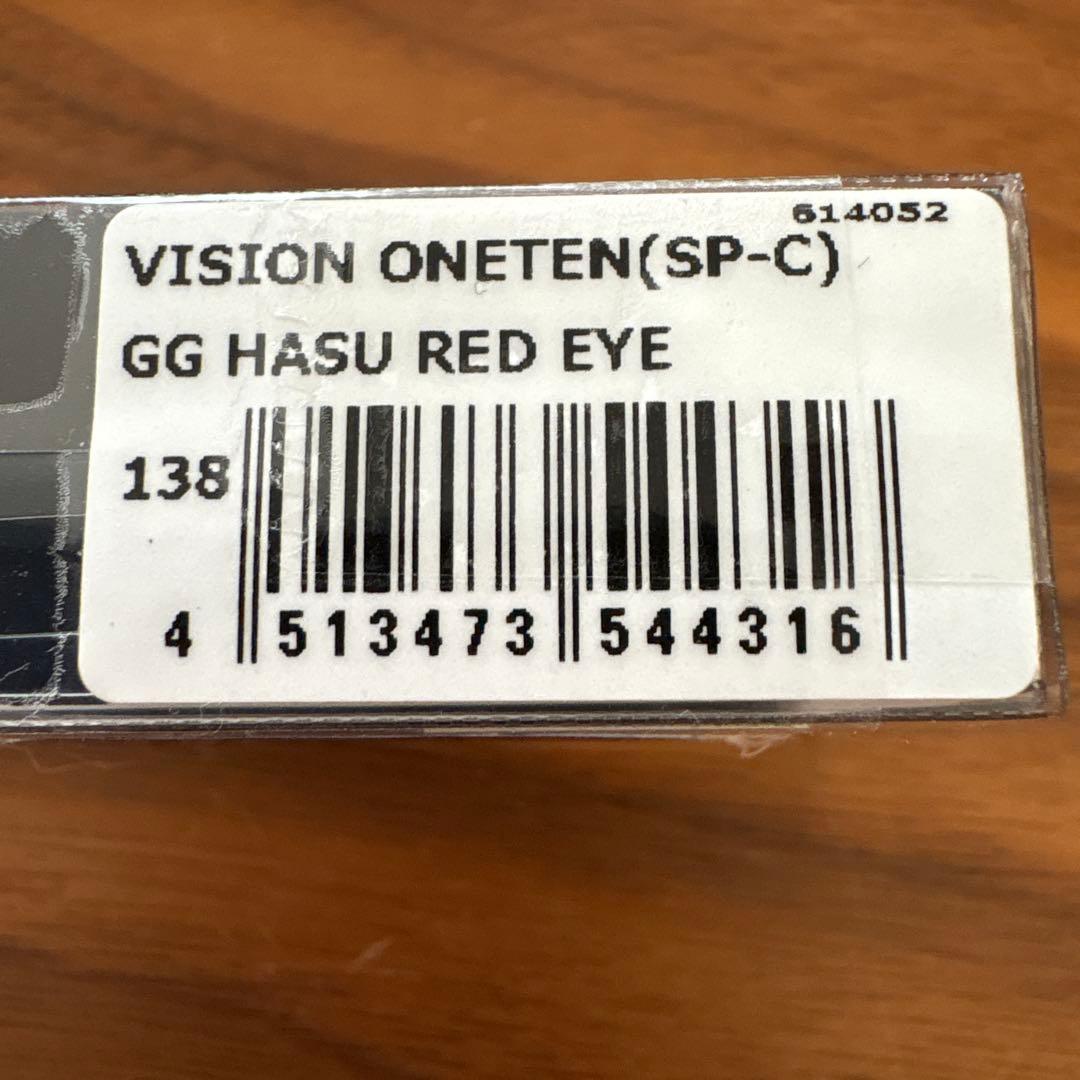 614052
VISION ONETEN(SP-C)
GG HASU RED EYE
138
4 513473 544316